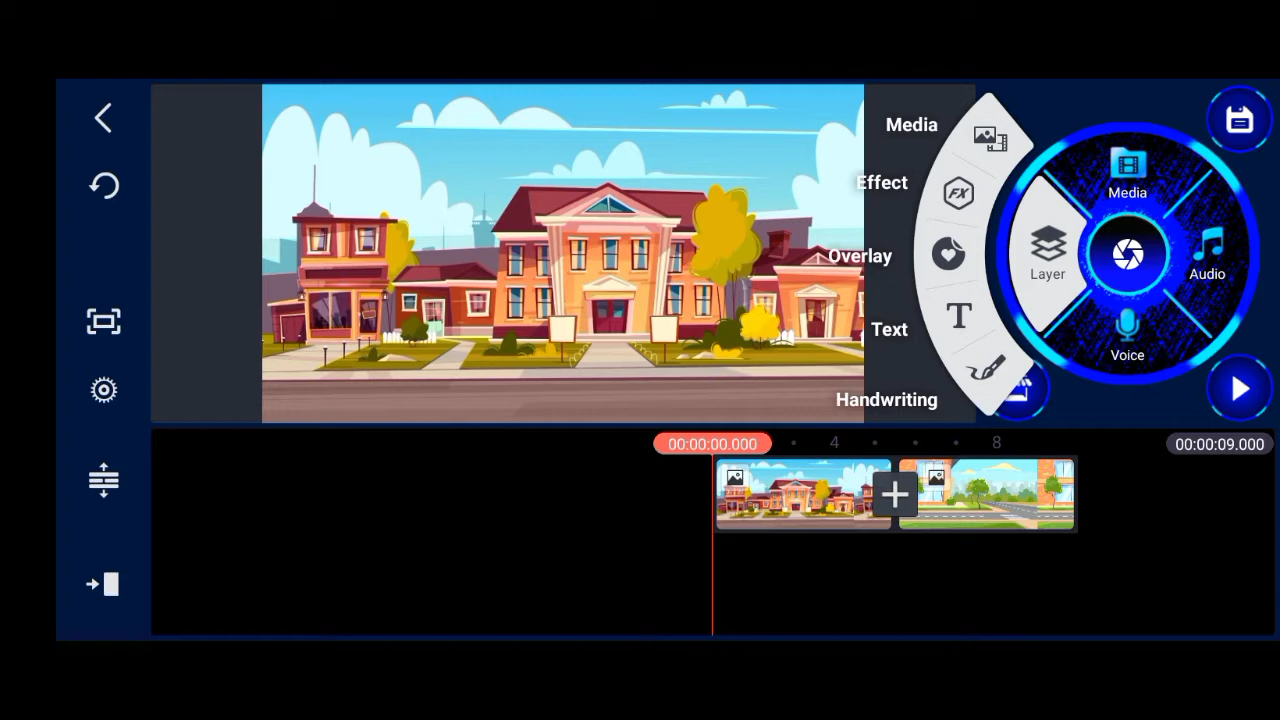 Media
Effect
Overlay
Text
Handwriting
FX
T
Media
Layer
Audio
Voice
00:00:00.000
4
8
00:00:09.000